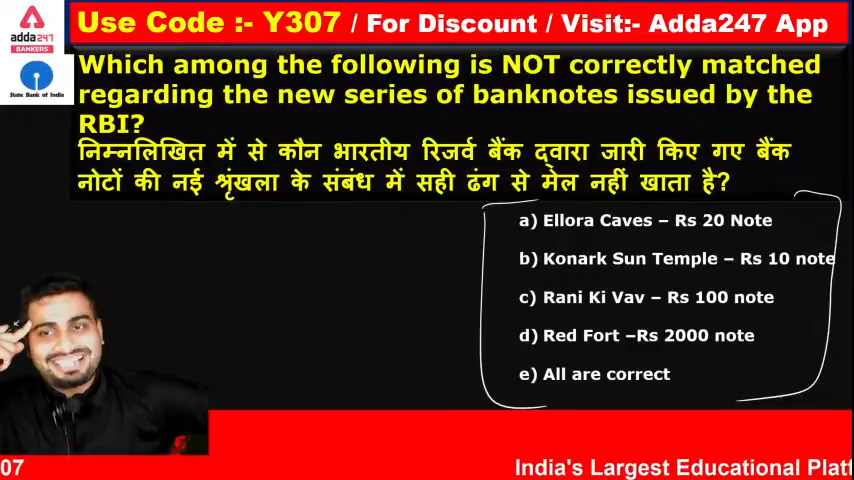 Use Code :- Y307 / For Discount / Visit:- Adda247 App
adda247
BANKERS
State Bank of India
Which among the following is NOT correctly matched
regarding the new series of banknotes issued by the
RBI?
निम्नलिखित में से कौन भारतीय रिजर्व बैंक द्वारा जारी किए गए बैंक
नोटों की नई श्रृंखला के संबंध में सही ढंग से मेल नहीं खाता है?
a) Ellora Caves – Rs 20 Note
b) Konark Sun Temple – Rs 10 note
c) Rani Ki Vav – Rs 100 note
d) Red Fort –Rs 2000 note
e) All are correct
07
India's Largest Educational Platf